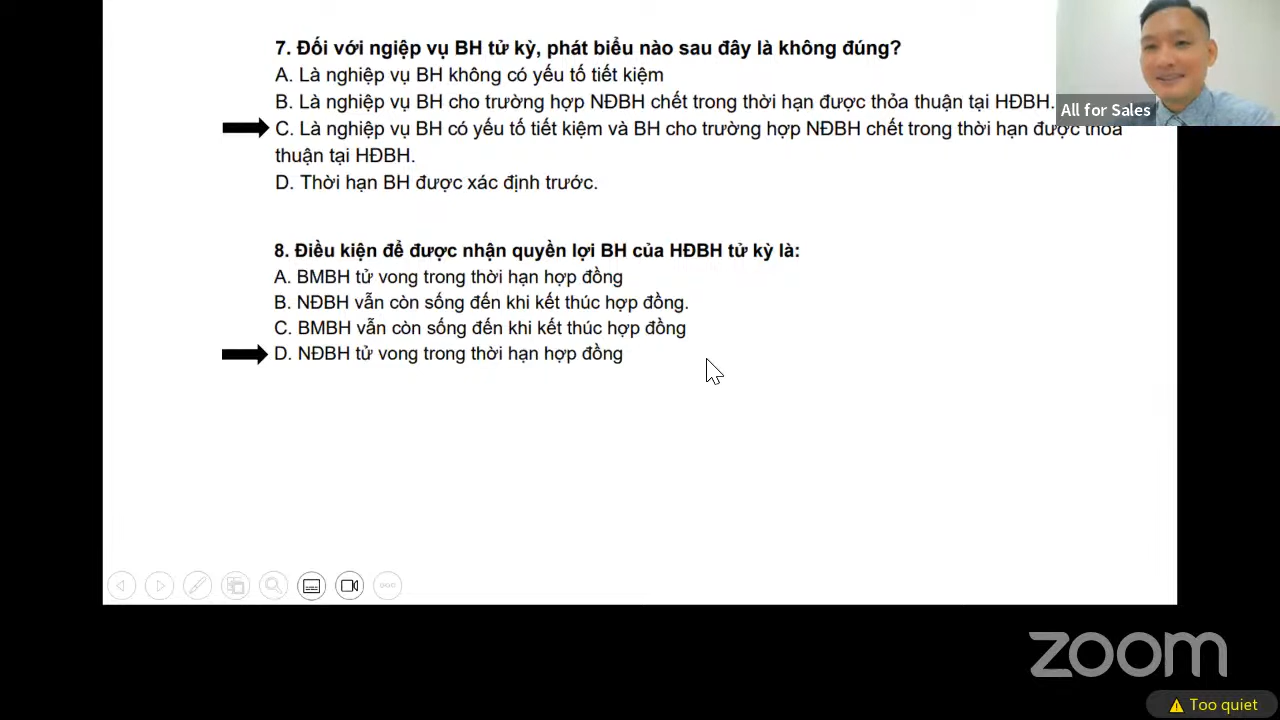 7. Đối với ngiệp vụ BH tử kỳ, phát biểu nào sau đây là không đúng?
A. Là nghiệp vụ BH không có yếu tố tiết kiệm
B. Là nghiệp vụ BH cho trường hợp NĐBH chết trong thời hạn được thỏa thuận tại HĐBH.
All for Sales
C. Là nghiệp vụ BH có yếu tố tiết kiệm và BH cho trường hợp NĐBH chết trong thời hạn được thỏa
thuận tại HĐBH.
D. Thời hạn BH được xác định trước.
8. Điều kiện để được nhận quyền lợi BH của HĐBH tử kỳ là:
A. BMBH tử vong trong thời hạn hợp đồng
B. NĐBH vẫn còn sống đến khi kết thúc hợp đồng.
C. BMBH vẫn còn sống đến khi kết thúc hợp đồng
D. NĐBH tử vong trong thời hạn hợp đồng
zoom
Too quiet